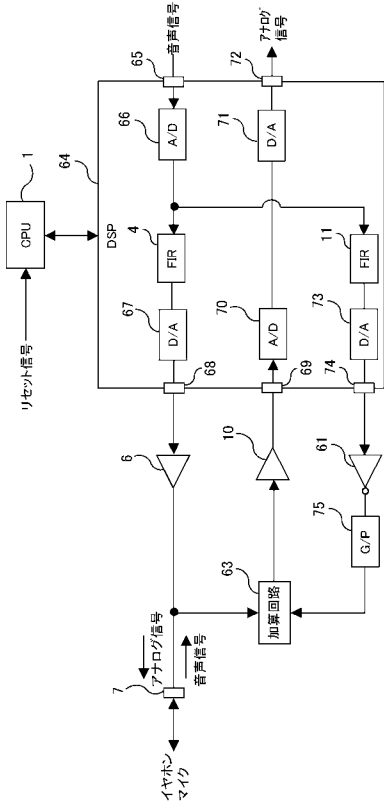 リセット信号
CPU
1
64
DSP
65
音声信号
66
A/D
4
FIR
67
D/A
68
6
7
アナログ信号
音声信号
イヤホン
マイク
72
アナログ
信号
71
D/A
70
A/D
69
10
63
加算回路
11
FIR
73
D/A
74
61
75
G/P